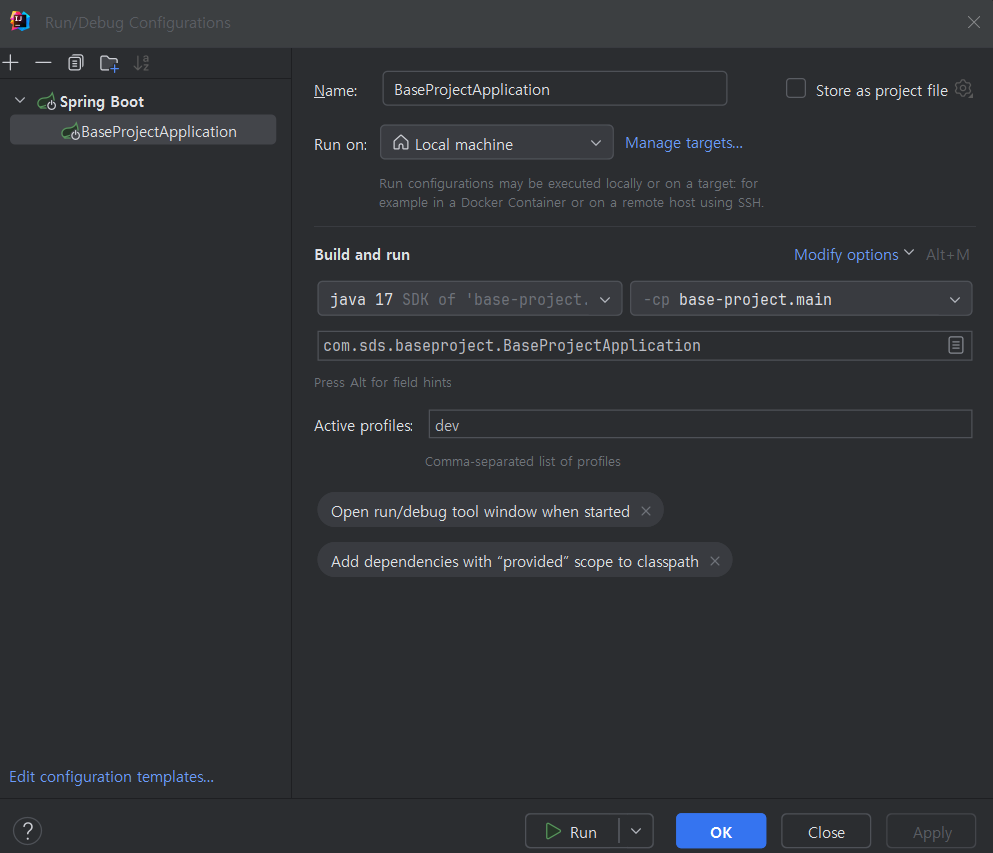 Run/Debug Configurations
Spring Boot
BaseProjectApplication
Name: BaseProjectApplication Store as project file
Run on: Local machine Manage targets...
Run configurations may be executed locally or on a target: for
example in a Docker Container or on a remote host using SSH.
Build and run Modify options Alt+M
java 17 SDK of 'base-project. -cp base-project.main
com.sds.baseproject.BaseProjectApplication
Press Alt for field hints
Active profiles: dev
Comma-separated list of profiles
Open run/debug tool window when started ×
Add dependencies with “provided” scope to classpath ×
Edit configuration templates...
? Run OK Close Apply